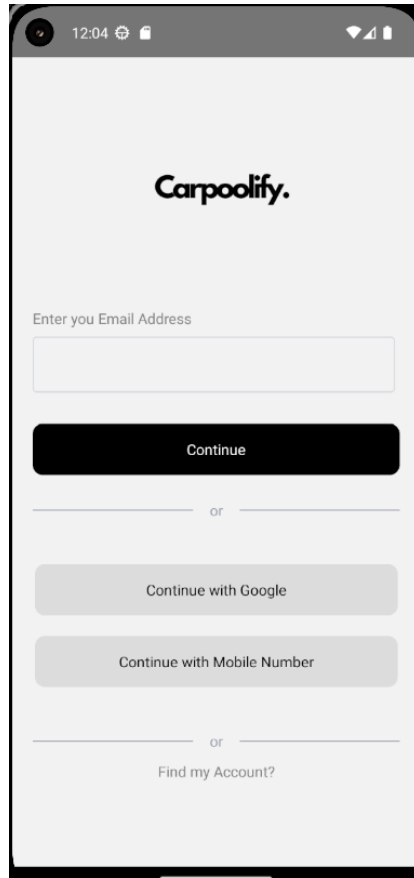 12:04
Carpoolify.
Enter you Email Address
Continue
or
Continue with Google
Continue with Mobile Number
or
Find my Account?